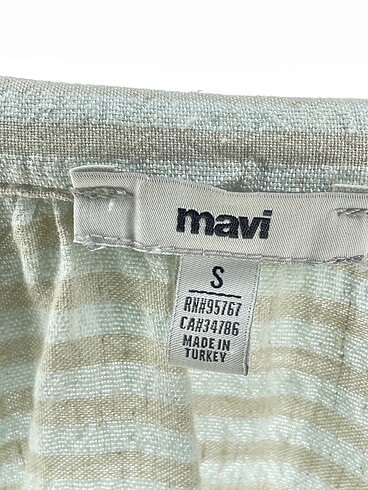 mavi
S
RN#95767
CA#34786
MADE IN
TURKEY